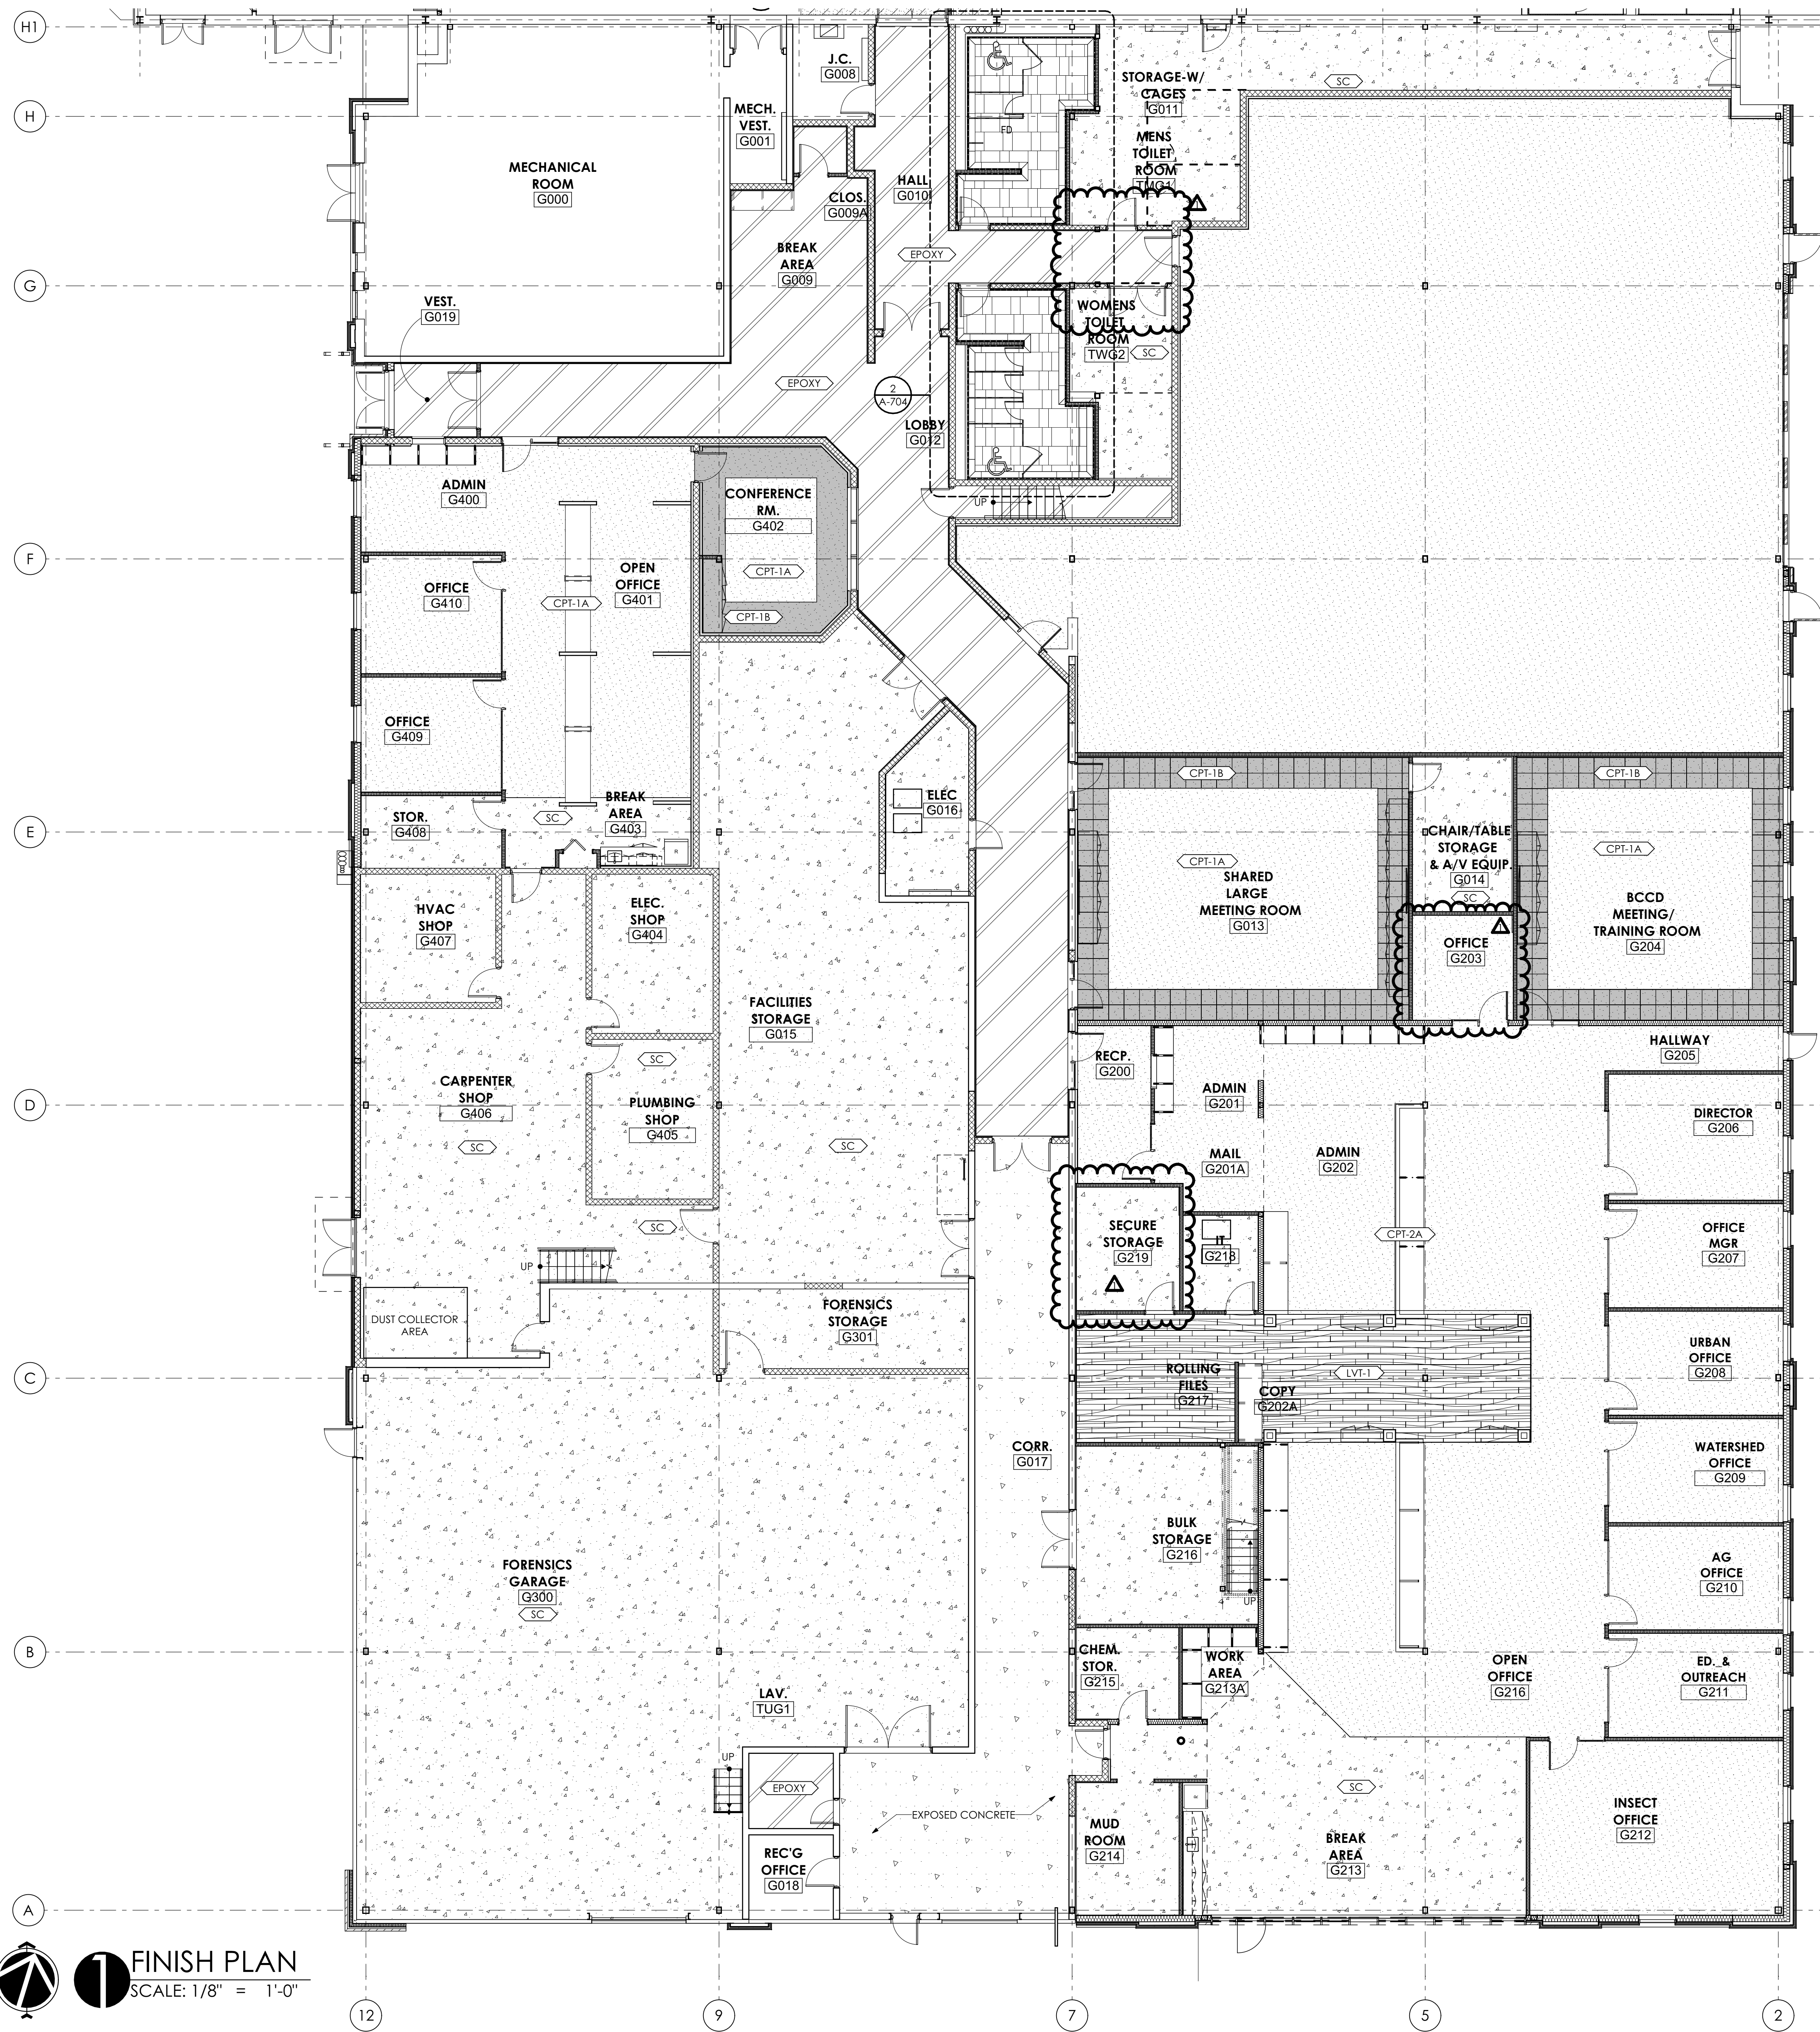 H1
J.C.
G008
STORAGE-W/
CAGES
G011
SC
H
MECH.
VEST.
G001
FD
MENS
TOILET
ROOM
TMG1
MECHANICAL
ROOM
G000
HALL
G010
CLOS.
G009A
BREAK
AREA
G009
EPOXY
G
VEST.
G019
WOMENS
TOILET
ROOM
TWG2
SC
EPOXY
2
A-704
LOBBY
G012
ADMIN
G400
CONFERENCE
RM.
G402
UP
F
OFFICE
G410
OPEN
OFFICE
G401
CPT-1A
CPT-1A
CPT-1B
OFFICE
G409
CPT-1B
CPT-1B
ELEC
G016
BREAK
AREA
G403
STOR.
G408
SC
E
R
CHAIR/TABLE
STORAGE
& A/V EQUIP.
G014
SC
CPT-1A
SHARED
LARGE
MEETING ROOM
G013
CPT-1A
BCCD
MEETING/
TRAINING ROOM
G204
HVAC
SHOP
G407
ELEC.
SHOP
G404
OFFICE
G203
1
FACILITIES
STORAGE
G015
SC
RECP.
G200
HALLWAY
G205
CARPENTER
SHOP
G406
SC
PLUMBING
SHOP
G405
ADMIN
G201
D
DIRECTOR
G206
SC
MAIL
G201A
ADMIN
G202
SC
SECURE
STORAGE
G219
1
IT
G218
CPT-2A
OFFICE
MGR
G207
UP
DUST COLLECTOR
AREA
FORENSICS
STORAGE
G301
URBAN
OFFICE
G208
C
ROLLING
FILES
G217
COPY
G202A
LVT-1
CORR.
G017
WATERSHED
OFFICE
G209
BULK
STORAGE
G216
UP
FORENSICS
GARAGE
G300
SC
AG
OFFICE
G210
B
CHEM.
STOR.
G215
WORK
AREA
G213A
OPEN
OFFICE
G216
ED. &
OUTREACH
G211
LAV.
TUG1
UP
EPOXY
SC
EXPOSED CONCRETE
MUD
ROOM
G214
BREAK
AREA
G213
INSECT
OFFICE
G212
REC'G
OFFICE
G018
A
1
FINISH PLAN
SCALE: 1/8" = 1'-0"
12
9
7
5
2